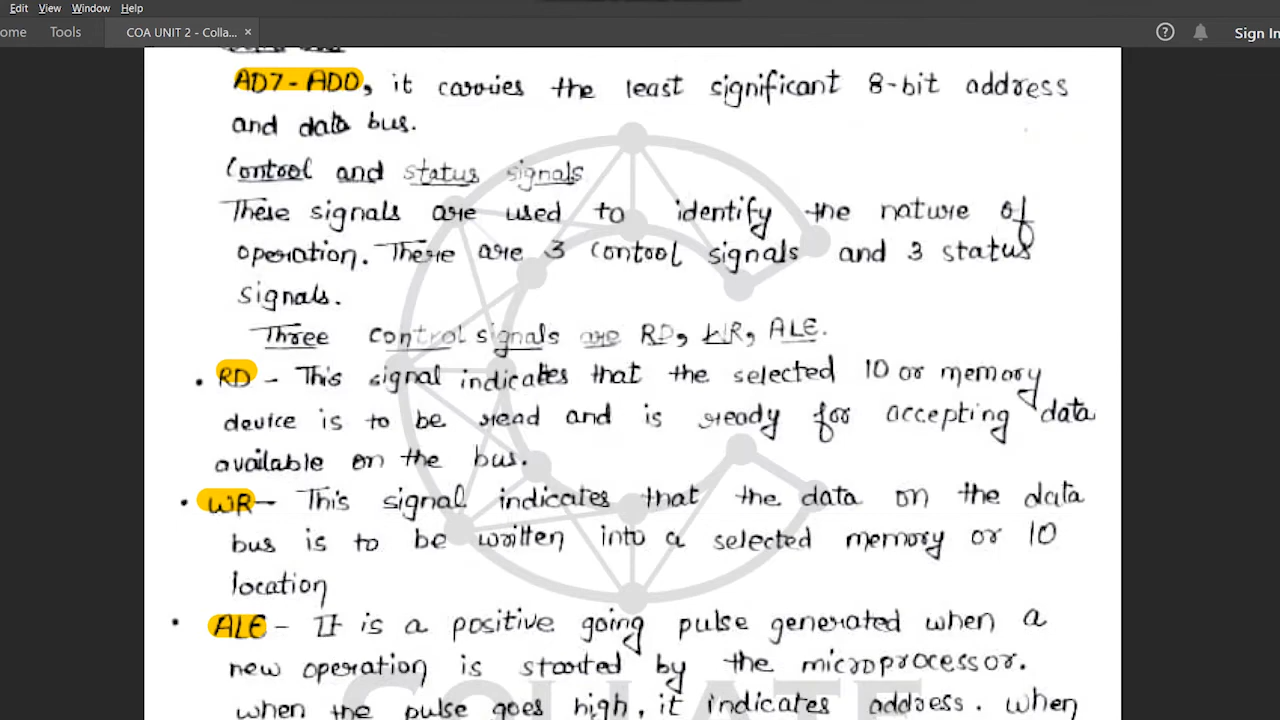 Edit View Window Help
ome Tools COA UNIT 2 - Colla... × ? Sign In
AD7-AD0, it carries the least significant 8-bit address
and data bus.
Control and status signals
These signals are used to identify the nature of
operation. There are 3 control signals and 3 status
signals.
Three control signals are RD, WR, ALE.
• RD - This signal indicates that the selected IO or memory
device is to be read and is ready for accepting data
available on the bus.
• WR - This signal indicates that the data on the data
bus is to be written into a selected memory or IO
location
• ALE - It is a positive going pulse generated when a
new operation is started by the microprocessor.
when the pulse goes high, it indicates address. when
COLLATE